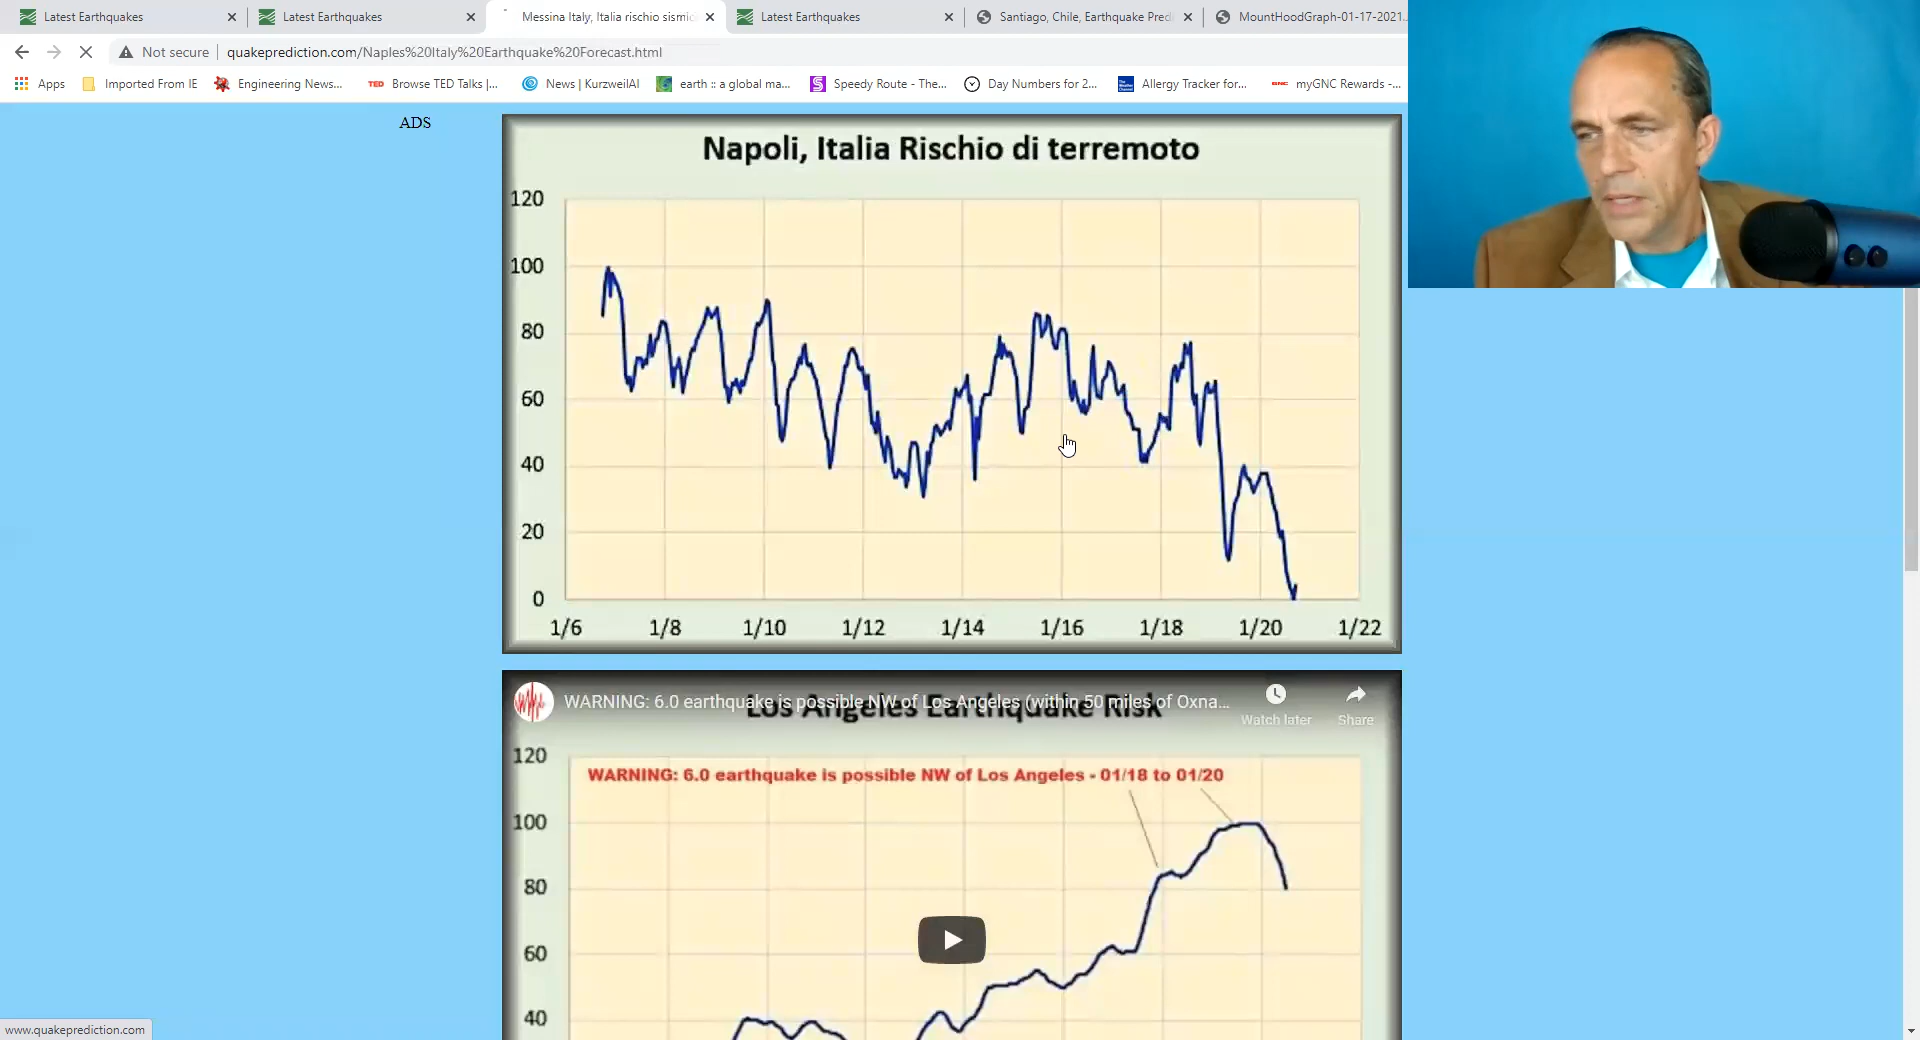 Latest Earthquakes
Latest Earthquakes
Messina Italy, Italia rischio sismic
Latest Earthquakes
Santiago, Chile, Earthquake Pred
MountHoodGraph-01-17-2021.
Not secure
quakeprediction.com/Naples%20Italy%20Earthquake%20Forecast.html
Apps
Imported From IE
Engineering News...
TED Browse TED Talks |...
News | KurzweilAI
earth :: a global ma...
Speedy Route - The...
Day Numbers for 2...
Allergy Tracker for...
GNC myGNC Rewards -...
ADS
Napoli, Italia Rischio di terremoto
120
100
80
60
40
20
0
1/6 1/8 1/10 1/12 1/14 1/16 1/18 1/20 1/22
WARNING: 6.0 earthquake is possible NW of Los Angeles (within 50 miles of Oxna...
Los Angeles Earthquake Risk
Watch later
Share
120
WARNING: 6.0 earthquake is possible NW of Los Angeles - 01/18 to 01/20
100
80
60
40
www.quakeprediction.com